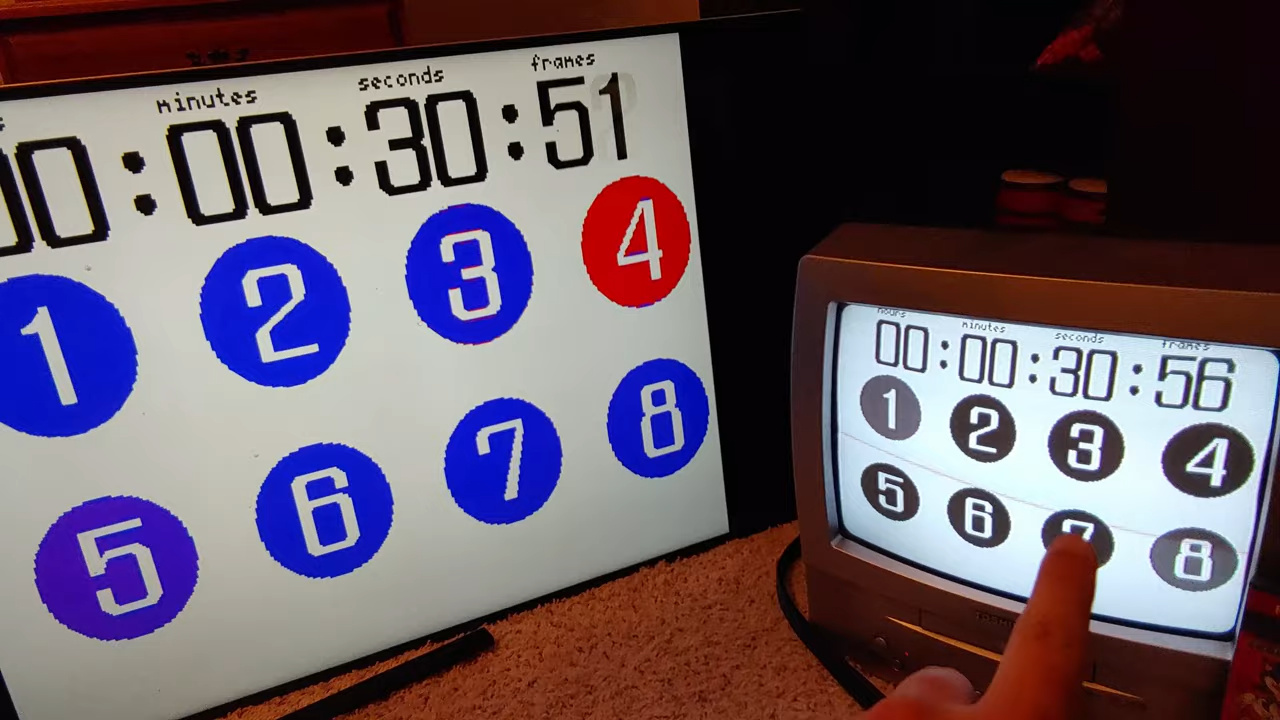 minutes seconds frames
00:00:30:51
1 2 3 4
5 6 7 8
hours minutes seconds frames
00:00:30:56
1 2 3 4
5 6 7 8